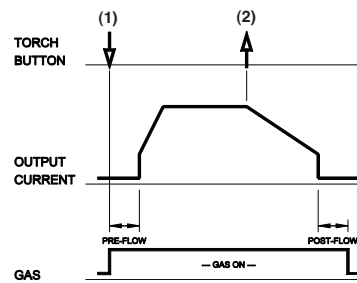 (1) (2)
TORCH
BUTTON
OUTPUT
CURRENT
PRE-FLOW POST-FLOW
— GAS ON —
GAS